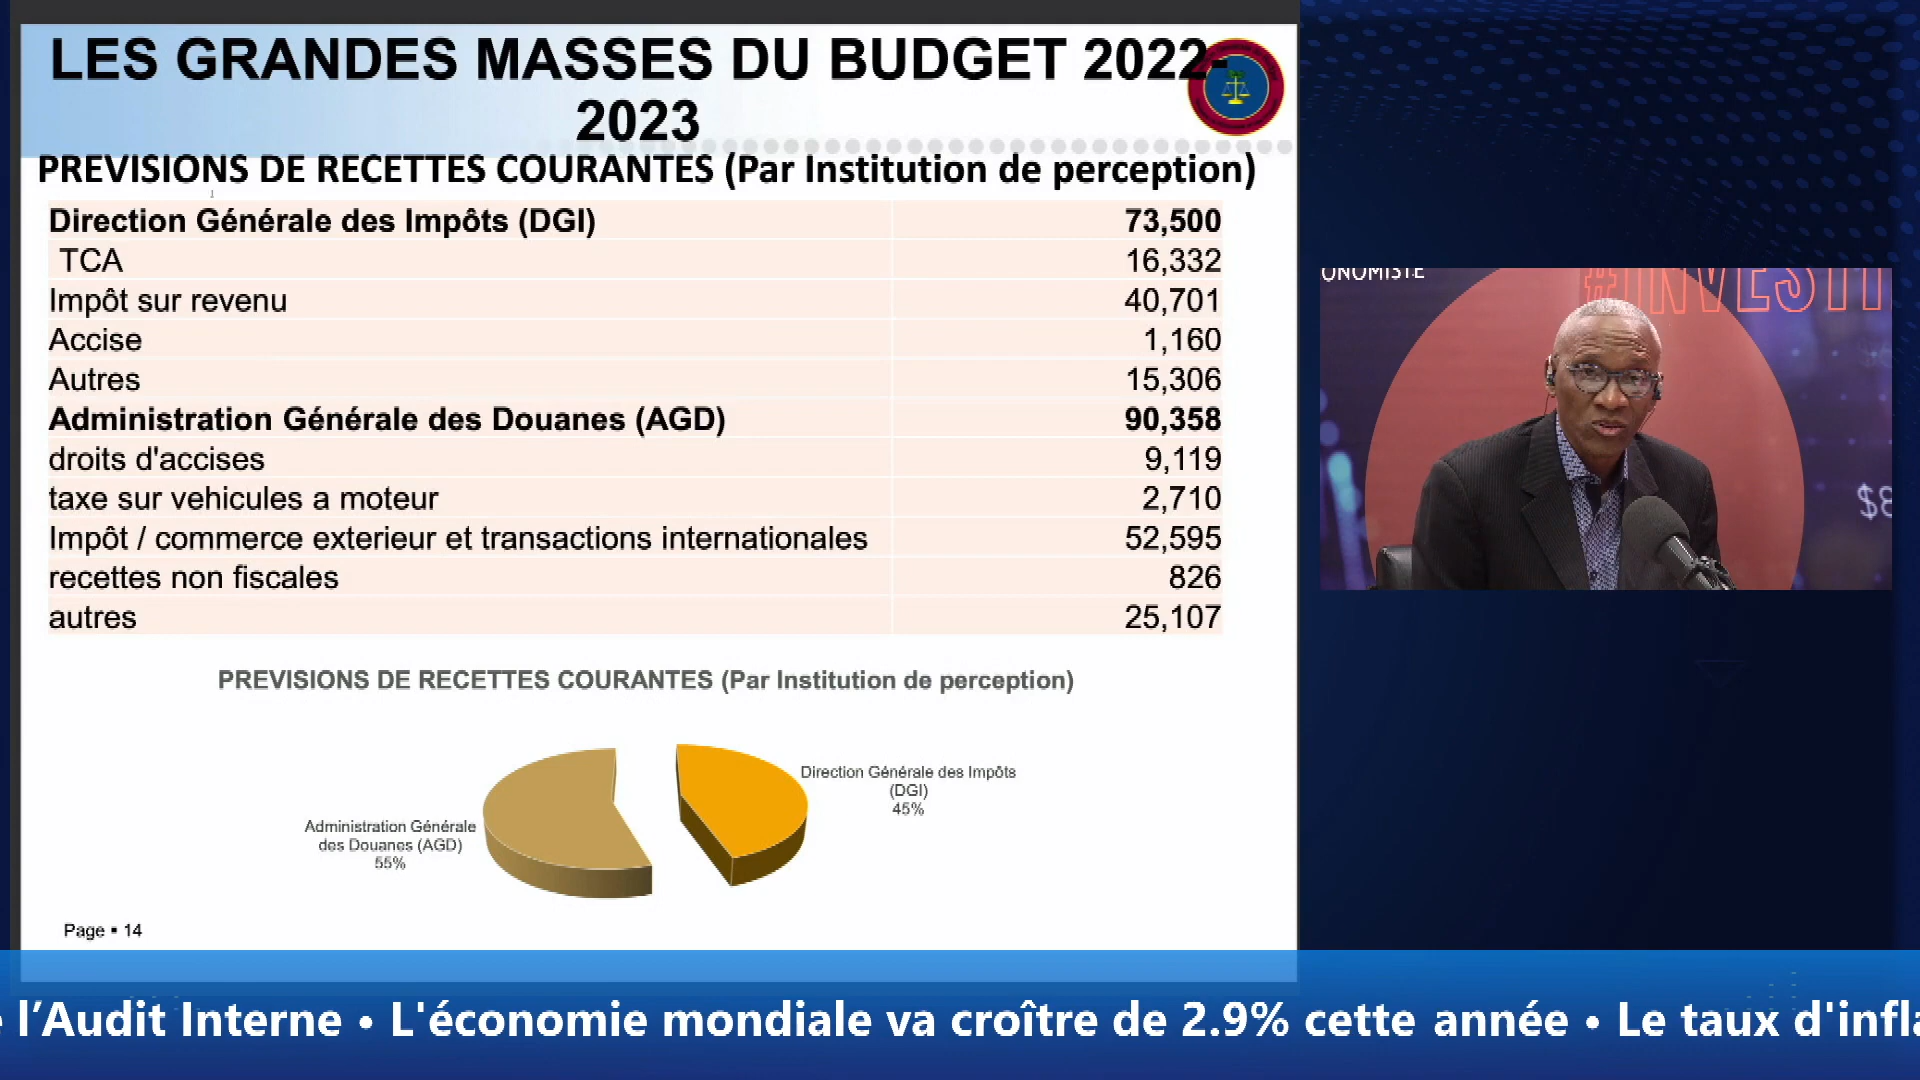 LES GRANDES MASSES DU BUDGET 2022-
2023
PREVISIONS DE RECETTES COURANTES (Par Institution de perception)
Direction Générale des Impôts (DGI) 73,500
TCA 16,332
Impôt sur revenu 40,701
Accise 1,160
Autres 15,306
Administration Générale des Douanes (AGD) 90,358
droits d'accises 9,119
taxe sur vehicules a moteur 2,710
Impôt / commerce exterieur et transactions internationales 52,595
recettes non fiscales 826
autres 25,107
PREVISIONS DE RECETTES COURANTES (Par Institution de perception)
Direction Générale des Impôts
(DGI)
45%
Administration Générale
des Douanes (AGD)
55%
Page ▪ 14
ONOMISTE
#INVESTI
$8
e l’Audit Interne • L'économie mondiale va croître de 2.9% cette année • Le taux d'infla